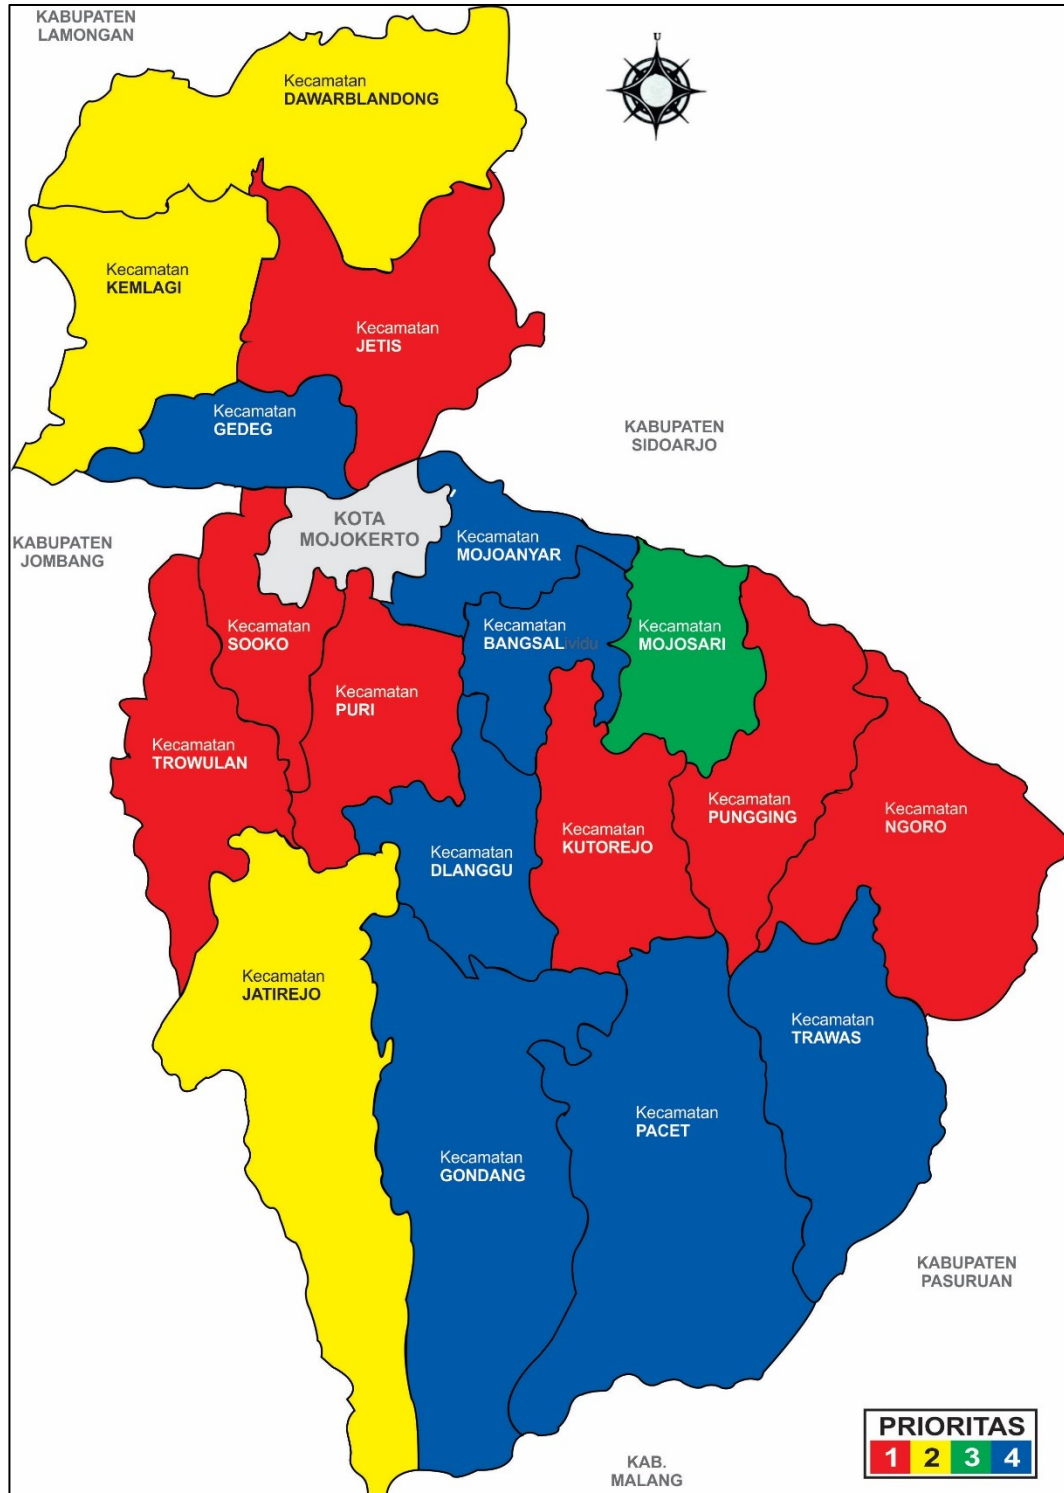 KABUPATEN
LAMONGAN
U
Kecamatan
DAWARBLANDONG
Kecamatan
KEMLAGI
Kecamatan
JETIS
Kecamatan
GEDEG
KABUPATEN
SIDOARJO
KOTA
MOJOKERTO
KABUPATEN
JOMBANG
Kecamatan
MOJOANYAR
Kecamatan
SOOKO
Kecamatan
BANGSALividu
Kecamatan
MOJOSARI
Kecamatan
PURI
Kecamatan
TROWULAN
Kecamatan
PUNGGING
Kecamatan
NGORO
Kecamatan
KUTOREJO
Kecamatan
DLANGGU
Kecamatan
JATIREJO
Kecamatan
TRAWAS
Kecamatan
PACET
Kecamatan
GONDANG
KABUPATEN
PASURUAN
PRIORITAS
1 2 3 4
KAB.
MALANG